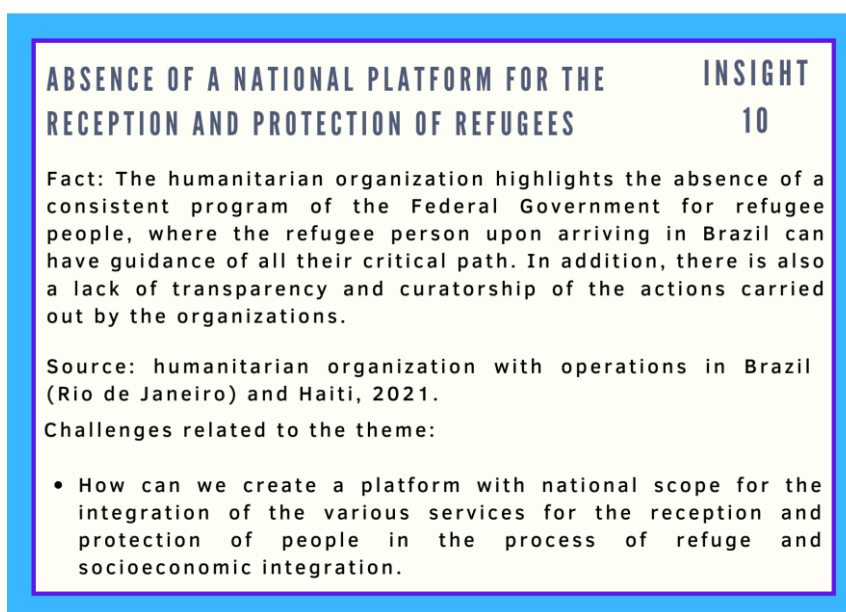 ABSENCE OF A NATIONAL PLATFORM FOR THE
RECEPTION AND PROTECTION OF REFUGEES
INSIGHT
10
Fact: The humanitarian organization highlights the absence of a
consistent program of the Federal Government for refugee
people, where the refugee person upon arriving in Brazil can
have guidance of all their critical path. In addition, there is also
a lack of transparency and curatorship of the actions carried
out by the organizations.
Source: humanitarian organization with operations in Brazil
(Rio de Janeiro) and Haiti, 2021.
Challenges related to the theme:
• How can we create a platform with national scope for the
integration of the various services for the reception and
protection of people in the process of refuge and
socioeconomic integration.